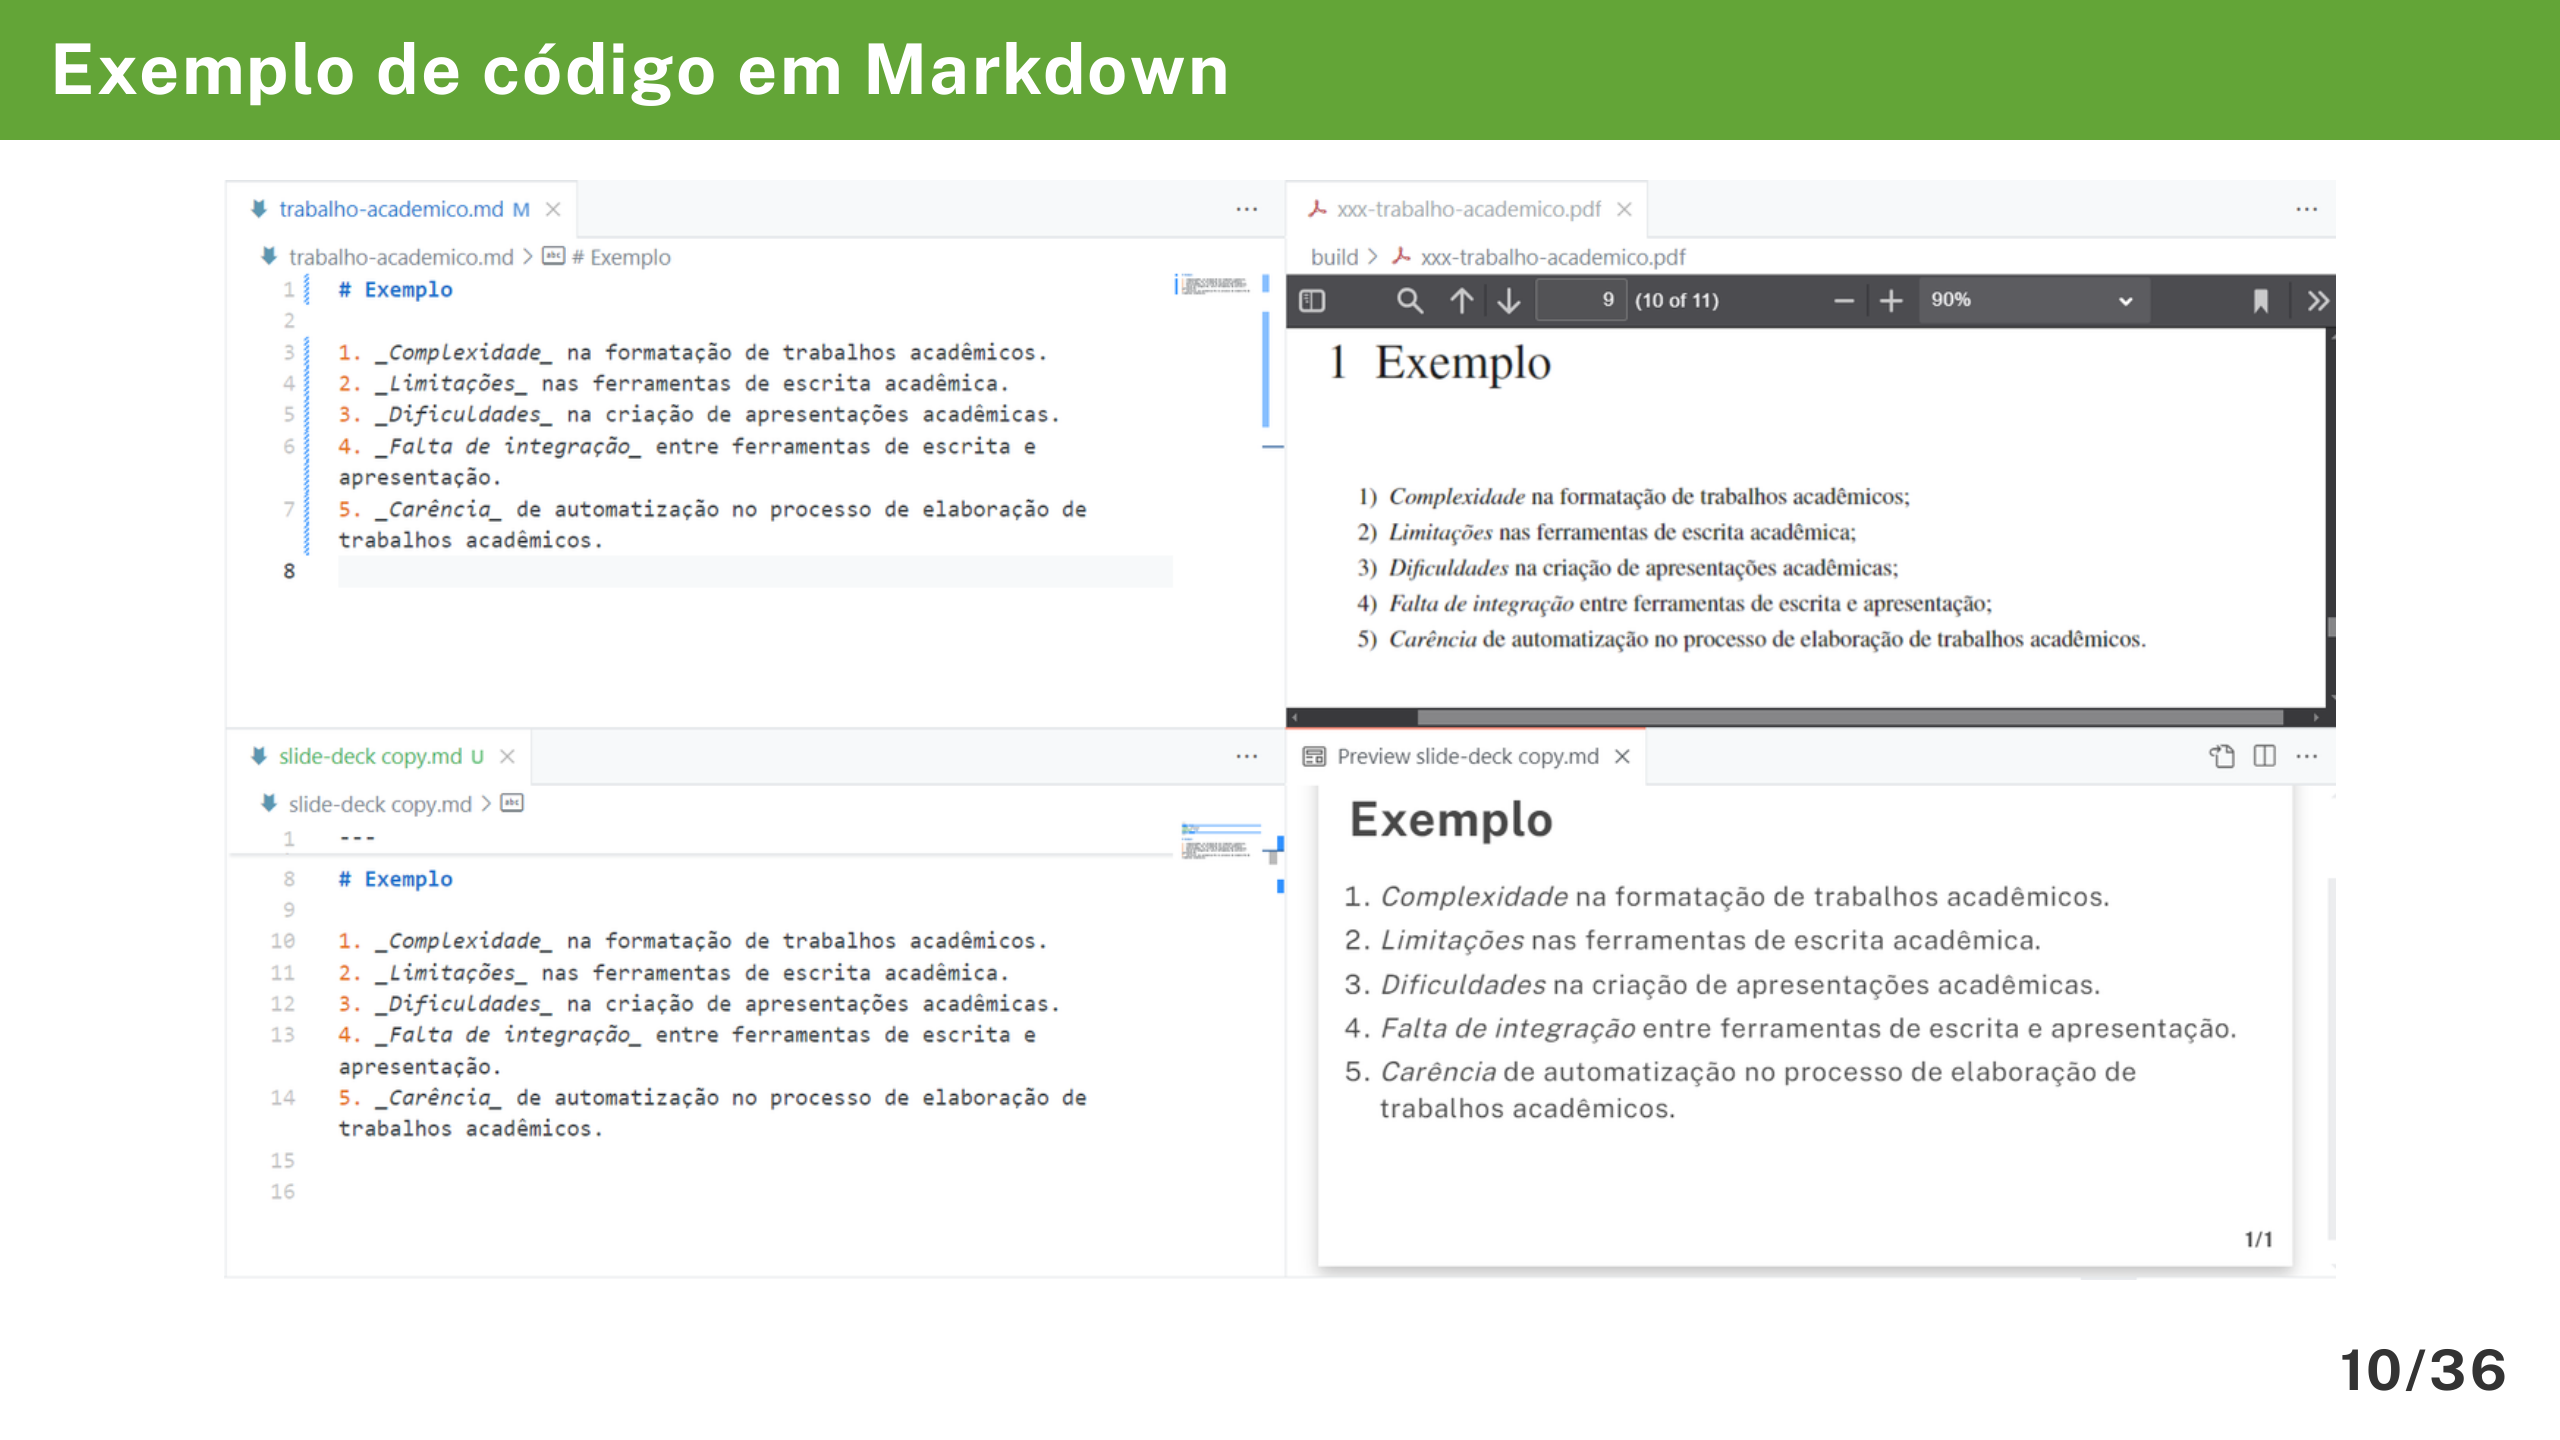 Exemplo de código em Markdown
trabalho-academico.md M
trabalho-academico.md > # Exemplo
1 # Exemplo
2
3 1. _Complexidade_ na formatação de trabalhos acadêmicos.
4 2. _Limitações_ nas ferramentas de escrita acadêmica.
5 3. _Dificuldades_ na criação de apresentações acadêmicas.
6 4. _Falta de integração_ entre ferramentas de escrita e
apresentação.
7 5. _Carência_ de automatização no processo de elaboração de
trabalhos acadêmicos.
8
xxx-trabalho-academico.pdf
build > xxx-trabalho-academico.pdf
9 (10 of 11) 90%
1 Exemplo
1) Complexidade na formatação de trabalhos acadêmicos;
2) Limitações nas ferramentas de escrita acadêmica;
3) Dificuldades na criação de apresentações acadêmicas;
4) Falta de integração entre ferramentas de escrita e apresentação;
5) Carência de automatização no processo de elaboração de trabalhos acadêmicos.
slide-deck copy.md U
slide-deck copy.md >
1 ---
8 # Exemplo
9
10 1. _Complexidade_ na formatação de trabalhos acadêmicos.
11 2. _Limitações_ nas ferramentas de escrita acadêmica.
12 3. _Dificuldades_ na criação de apresentações acadêmicas.
13 4. _Falta de integração_ entre ferramentas de escrita e
apresentação.
14 5. _Carência_ de automatização no processo de elaboração de
trabalhos acadêmicos.
15
16
Preview slide-deck copy.md
Exemplo
1. Complexidade na formatação de trabalhos acadêmicos.
2. Limitações nas ferramentas de escrita acadêmica.
3. Dificuldades na criação de apresentações acadêmicas.
4. Falta de integração entre ferramentas de escrita e apresentação.
5. Carência de automatização no processo de elaboração de
trabalhos acadêmicos.
1/1
10/36